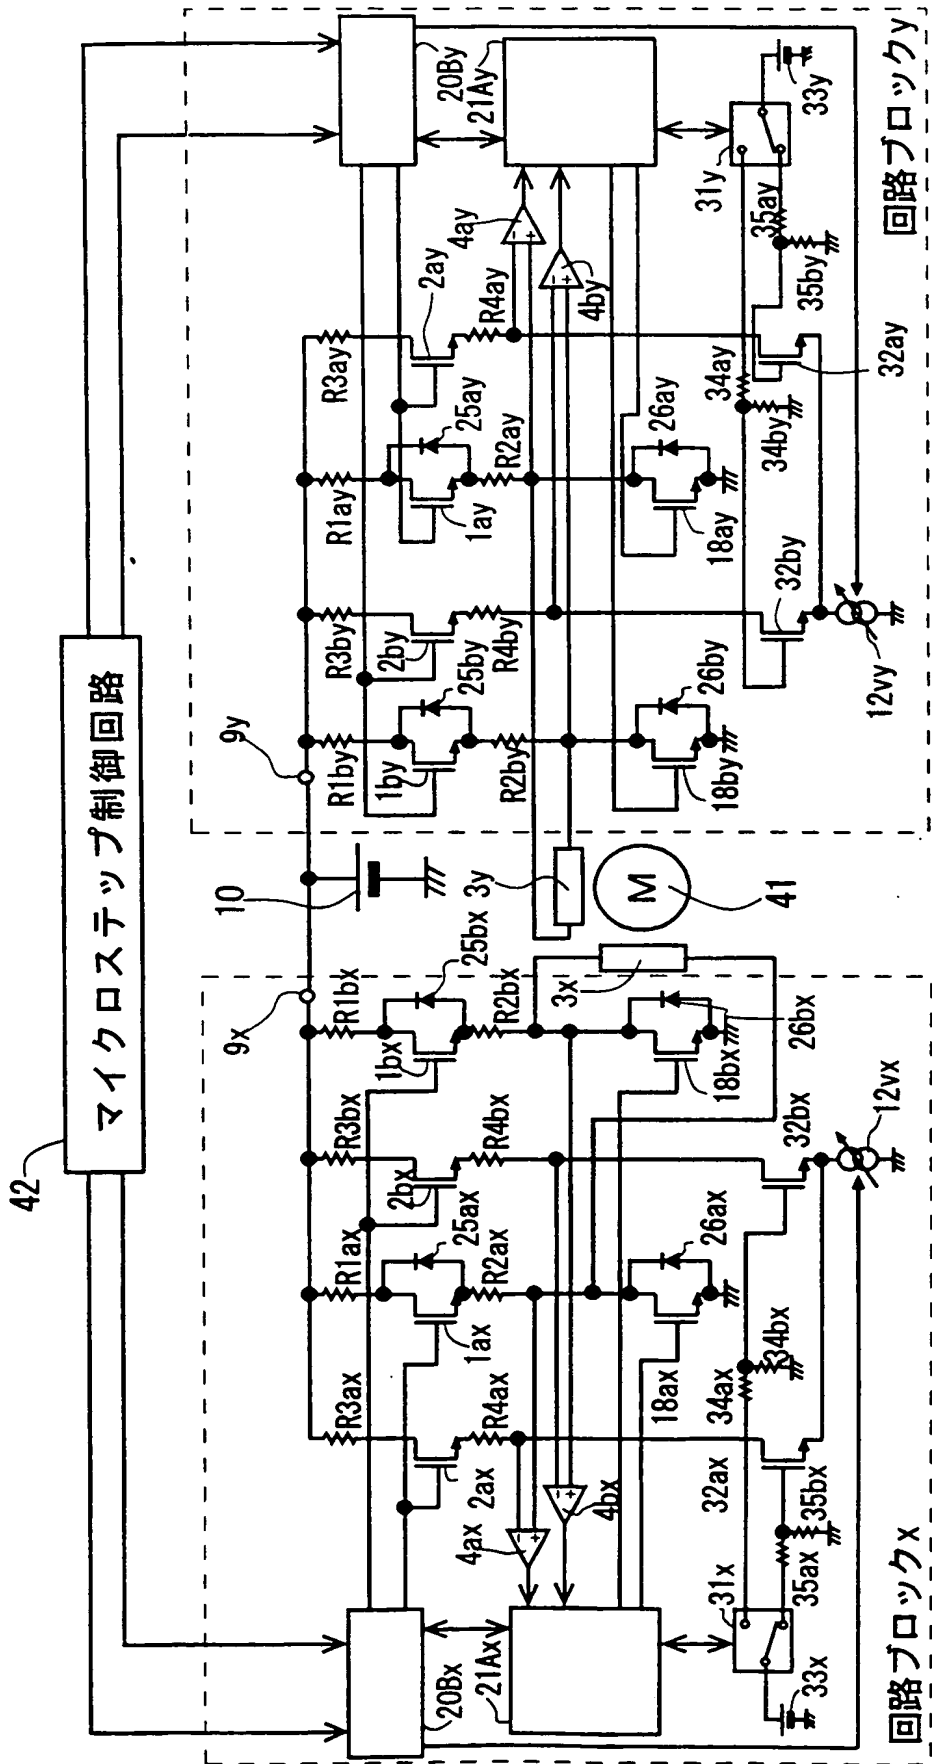 42
マイクロステップ制御回路
9x
10
9y
R3ax
R1ax
R3bx
R1bx
R1by
R3by
R1ay
R3ay
2ax
1ax
25ax
2bx
1bx
25bx
1by
25by
2by
1ay
25ay
2ay
R4ax
R2ax
R4bx
R2bx
R2by
R4by
R2ay
R4ay
20Bx
21Ax
4ax
4bx
3y
4by
4ay
20By
21Ay
M
41
3x
18ax
26ax
18bx
26bx
18by
26by
18ay
26ay
31x
35ax
35bx
32ax
34ax
34bx
32bx
32by
34by
34ay
35by
35ay
31y
33x
12vx
12vy
32ay
33y
回路ブロックx
回路ブロックy
-
+
-
+
-
+
-
+